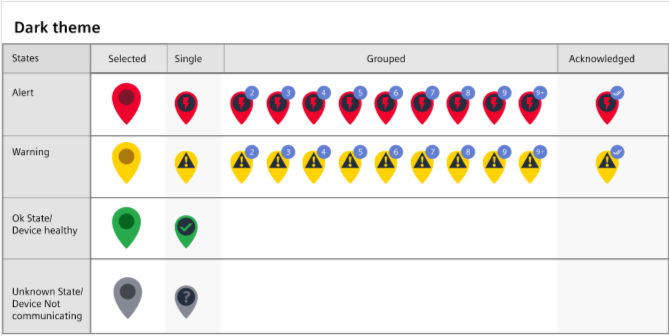 Dark theme
States Selected Single Grouped Acknowledged
Alert 2 3 4 5 6 7 8 9 9+
Warning 2 3 4 5 6 7 8 9 9+
Ok State/
Device healthy
Unknown State/
Device Not
communicating
?